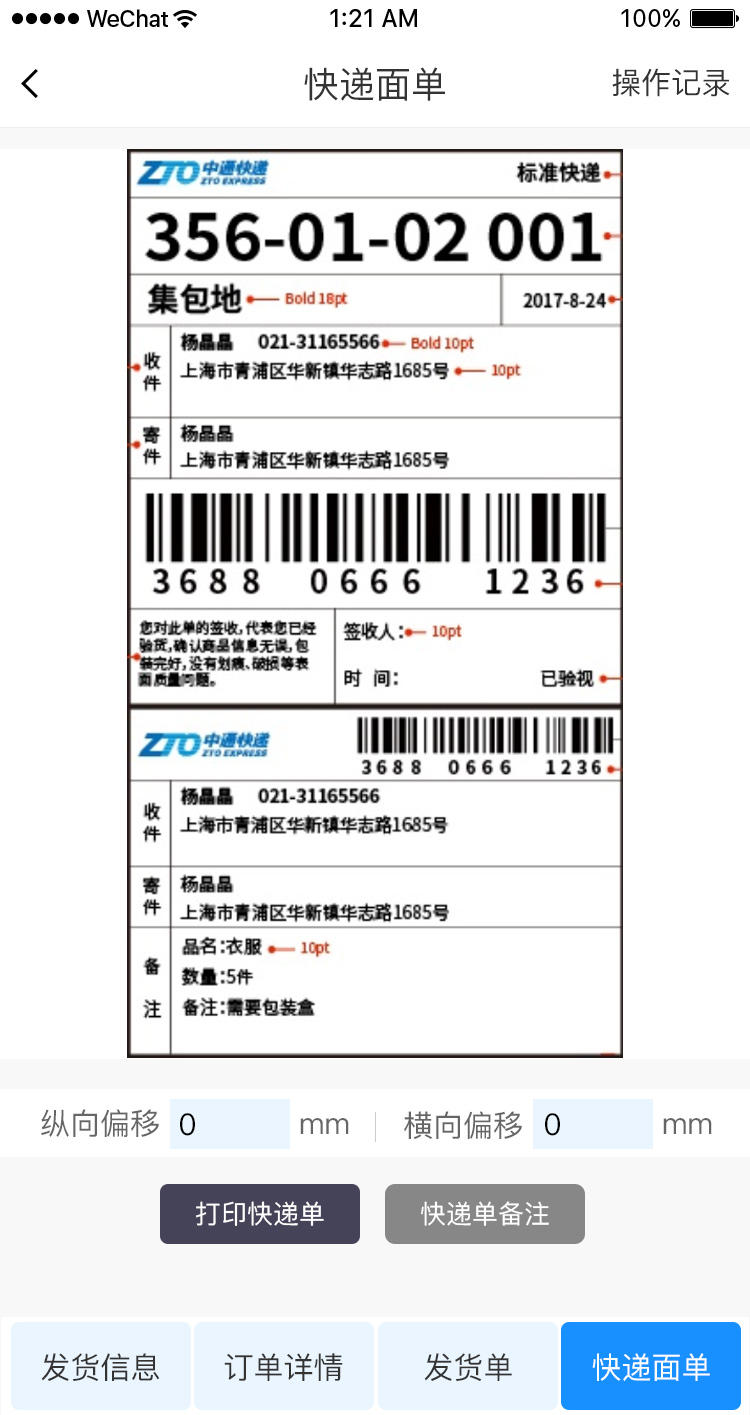 WeChat 1:21 AM 100%
快递面单 操作记录
ZTO 中通快递 标准快递
ZTO EXPRESS
356-01-02 001
集包地 Bold 18pt 2017-8-24
收件 杨晶晶 021-31165566 Bold 10pt
上海市青浦区华新镇华志路1685号 10pt
寄件 杨晶晶
上海市青浦区华新镇华志路1685号
3688 0666 1236
您对此单的签收,代表您已经
验货,确认商品信息无误,包
装完好,没有划痕、破损等表
面质量问题。
签收人: 10pt
时 间: 已验视
ZTO 中通快递
ZTO EXPRESS
3688 0666 1236
收件 杨晶晶 021-31165566
上海市青浦区华新镇华志路1685号
寄件 杨晶晶
上海市青浦区华新镇华志路1685号
备注 品名:衣服 10pt
数量:5件
备注:需要包装盒
纵向偏移 0 mm 横向偏移 0 mm
打印快递单 快递单备注
发货信息 订单详情 发货单 快递面单